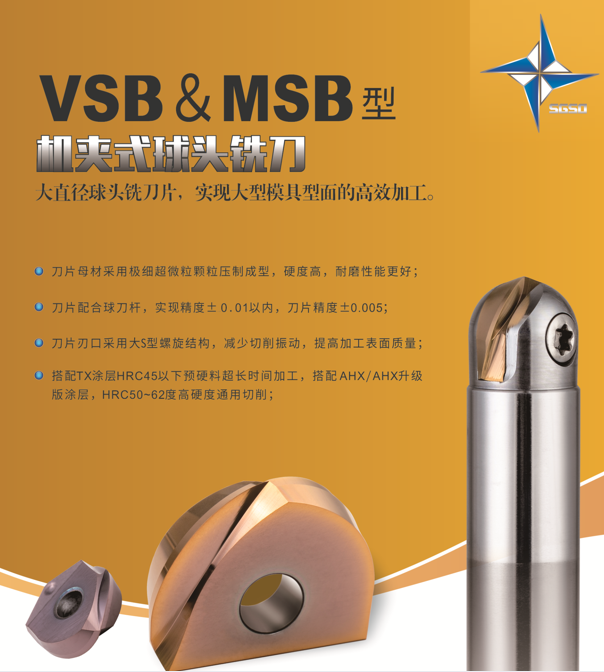 SGSD
VSB & MSB 型
机夹式球头铣刀
大直径球头铣刀片，实现大型模具型面的高效加工。
刀片母材采用极细超微粒颗粒压制成型，硬度高，耐磨性能更好；
刀片配合球刀杆，实现精度±0.01以内，刀片精度±0.005；
刀片刃口采用大S型螺旋结构，减少切削振动，提高加工表面质量；
搭配TX涂层HRC45以下预硬料超长时间加工，搭配AHX/AHX升级
版涂层，HRC50~62度高硬度通用切削；